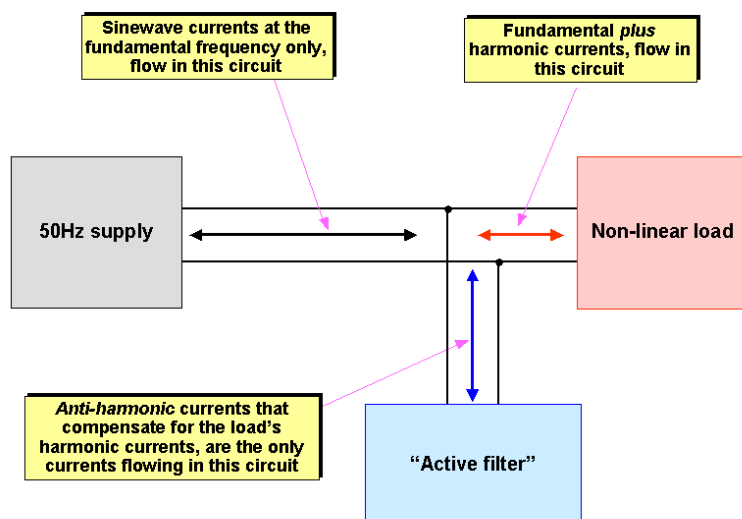 Sinewave currents at the
fundamental frequency only,
flow in this circuit
Fundamental plus
harmonic currents, flow in
this circuit
50Hz supply
Non-linear load
Anti-harmonic currents that
compensate for the load’s
harmonic currents, are the only
currents flowing in this circuit
“Active filter”